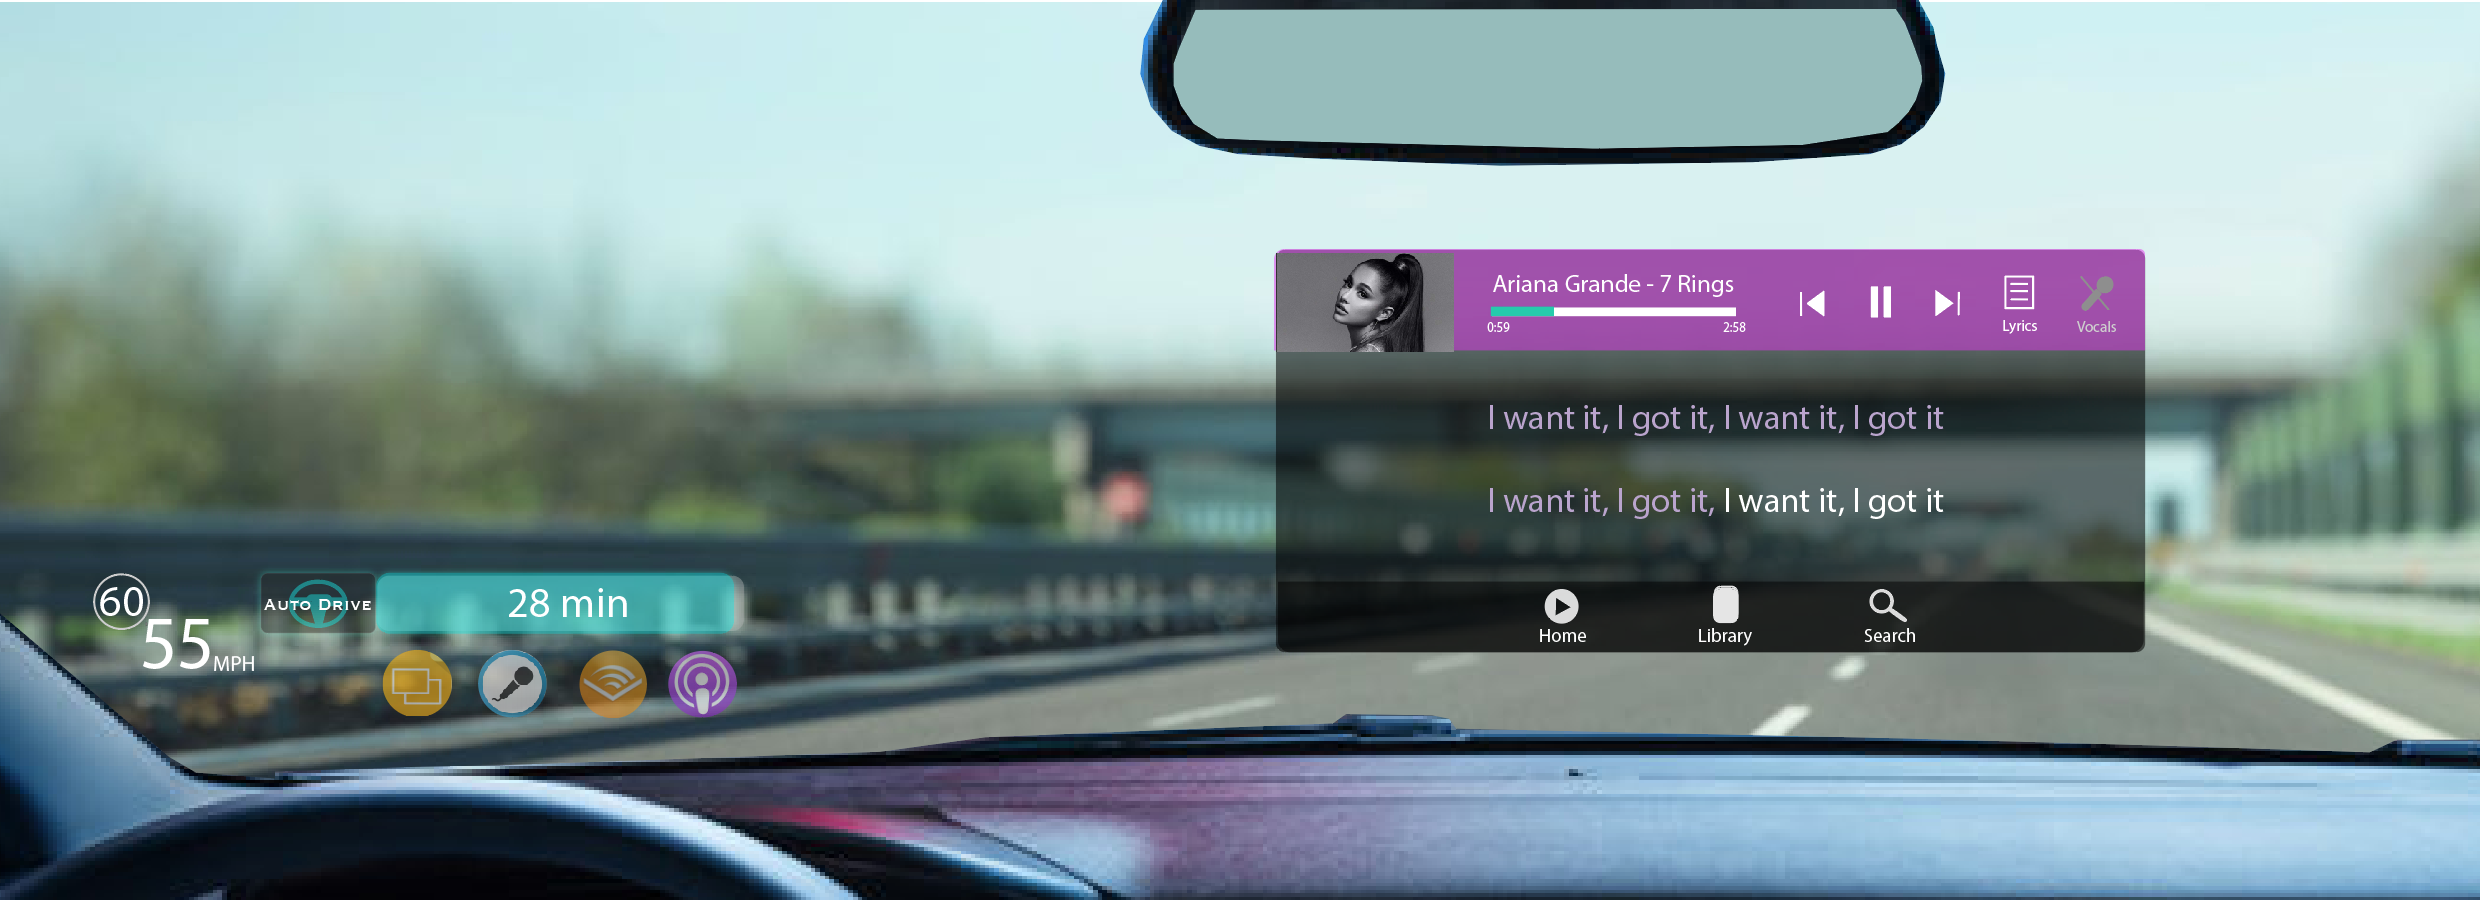 Ariana Grande - 7 Rings
0:59 2:58
Lyrics
Vocals
I want it, I got it, I want it, I got it
I want it, I got it, I want it, I got it
Home
Library
Search
60
55 MPH
AUTO DRIVE
28 min